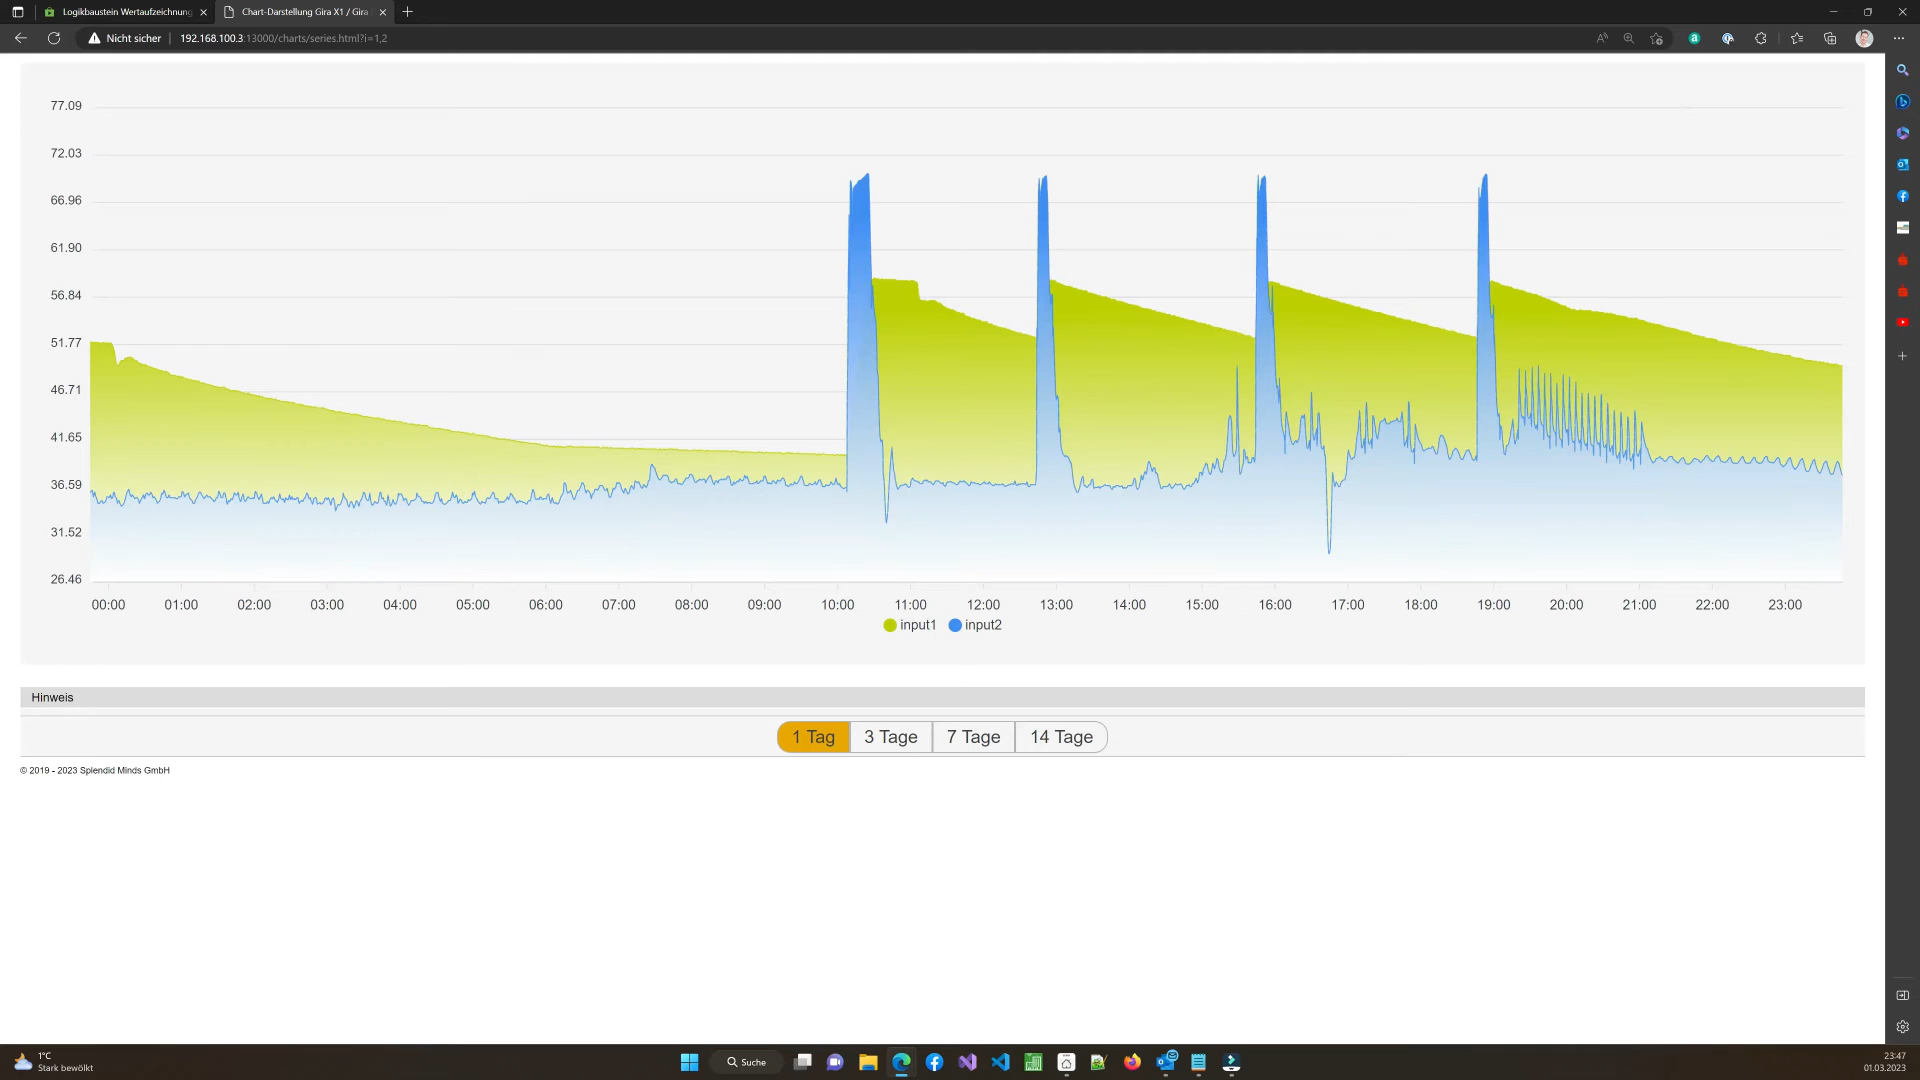 Logikbaustein Wertaufzeichnung
Chart-Darstellung Gira X1 / Gira
Nicht sicher
192.168.100.3:13000/charts/series.html?i=1,2
77.09
72.03
66.96
61.90
56.84
51.77
46.71
41.65
36.59
31.52
26.46
00:00 01:00 02:00 03:00 04:00 05:00 06:00 07:00 08:00 09:00 10:00 11:00 12:00 13:00 14:00 15:00 16:00 17:00 18:00 19:00 20:00 21:00 22:00 23:00
input1 input2
Hinweis
1 Tag 3 Tage 7 Tage 14 Tage
© 2019 - 2023 Splendid Minds GmbH
1°C
Stark bewölkt
Suche
23:47
01.03.2023